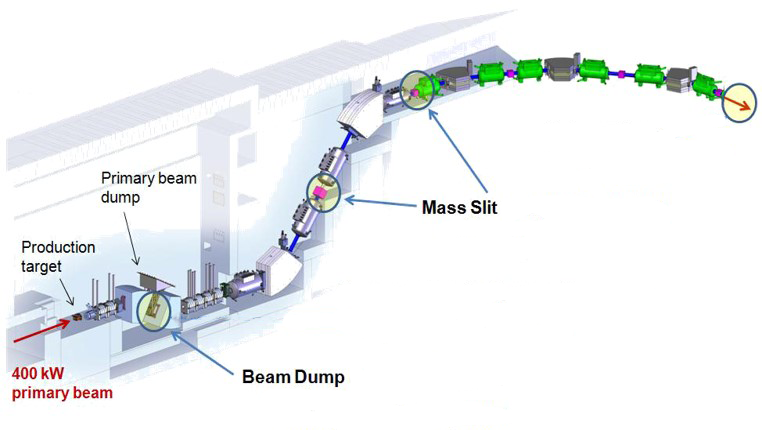 Primary beam
dump
Production
target
Mass Slit
400 kW
primary beam
Beam Dump